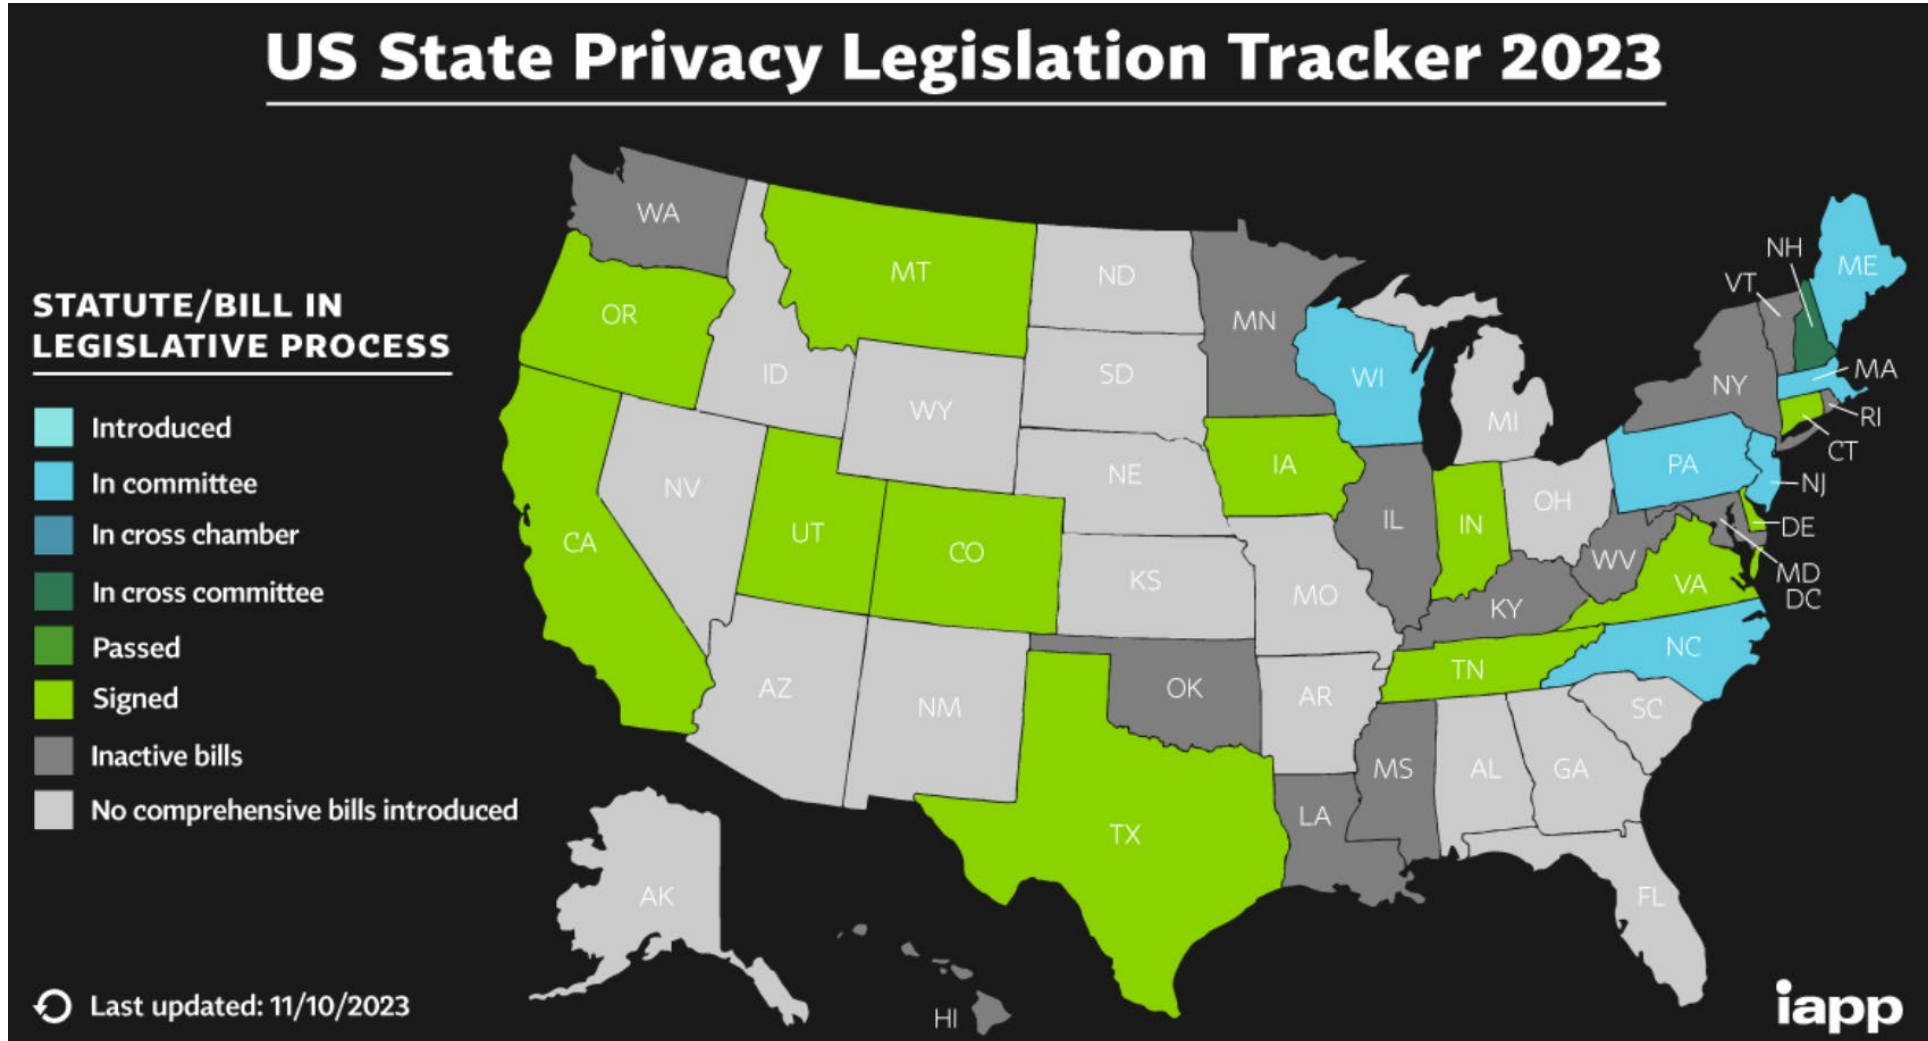 US State Privacy Legislation Tracker 2023
STATUTE/BILL IN
LEGISLATIVE PROCESS
Introduced
In committee
In cross chamber
In cross committee
Passed
Signed
Inactive bills
No comprehensive bills introduced
Last updated: 11/10/2023
WA
OR
MT
ID
ND
MN
SD
WY
WI
MI
NH
VT
ME
NY
MA
RI
CT
PA
NJ
CA
NV
UT
CO
NE
IA
IL
IN
OH
WV
DE
MD
DC
VA
KS
MO
KY
NC
TN
AZ
NM
OK
AR
SC
MS
AL
GA
LA
TX
FL
AK
HI
iapp